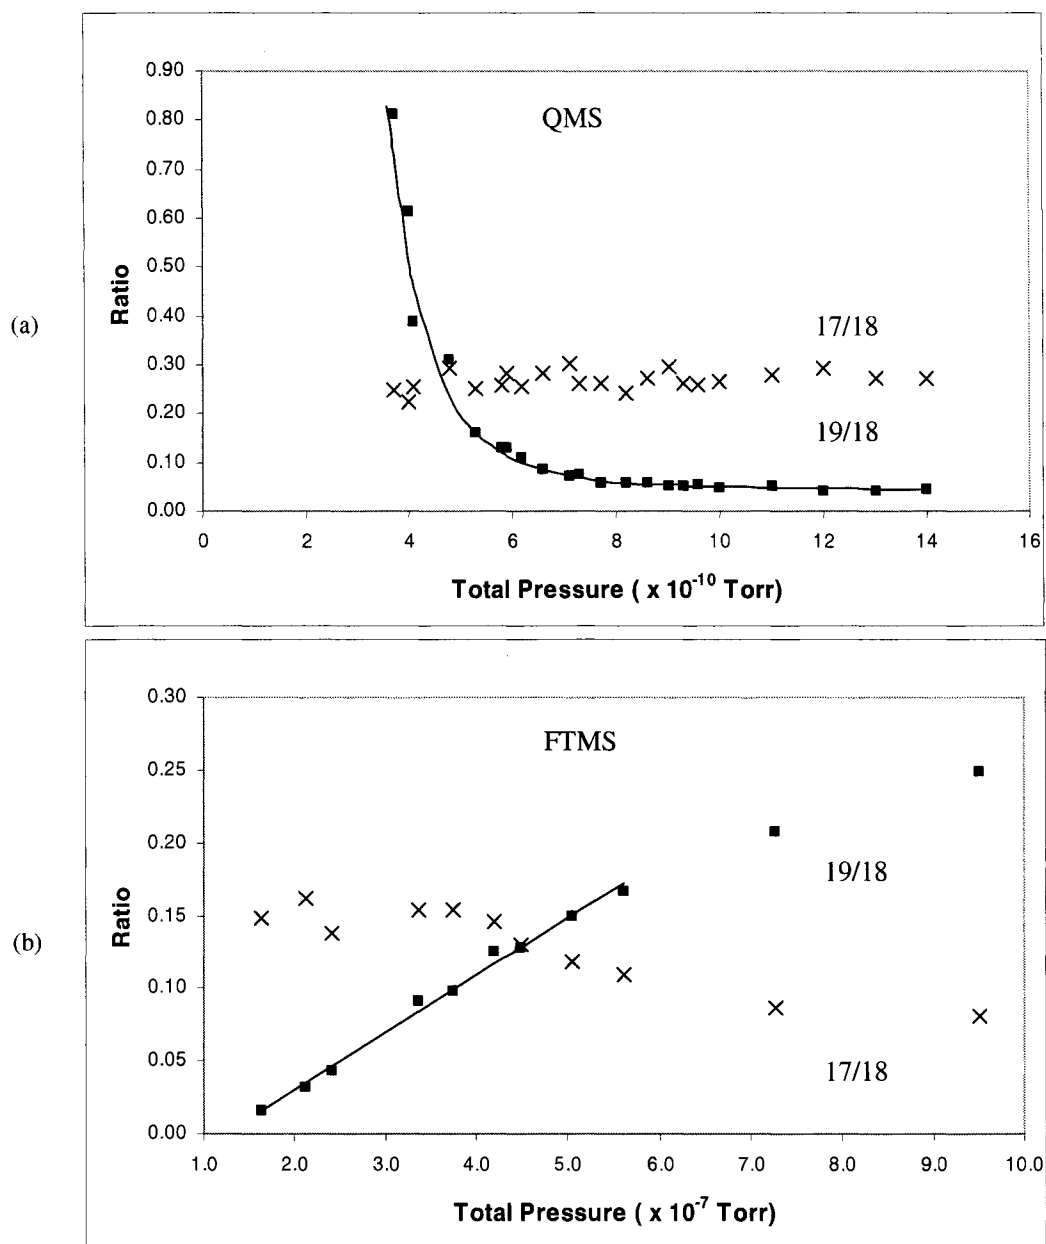 (a)
QMS
Ratio
0.90
0.80
0.70
0.60
0.50
0.40
0.30
0.20
0.10
0.00
17/18
19/18
0 2 4 6 8 10 12 14 16
Total Pressure ( x 10⁻¹⁰ Torr)
(b)
FTMS
Ratio
0.30
0.25
0.20
0.15
0.10
0.05
0.00
19/18
17/18
1.0 2.0 3.0 4.0 5.0 6.0 7.0 8.0 9.0 10.0
Total Pressure ( x 10⁻⁷ Torr)